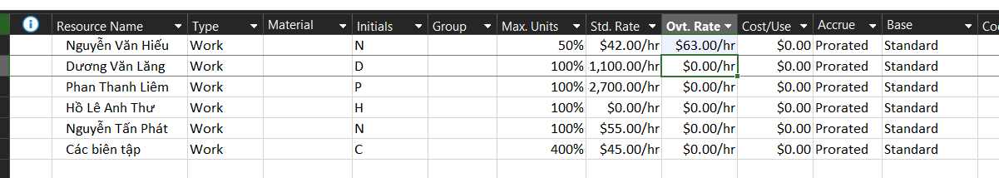 Resource Name Type Material Initials Group Max. Units Std. Rate Ovt. Rate Cost/Use Accrue Base
Nguyễn Văn Hiếu Work N 50% $42.00/hr $63.00/hr $0.00 Prorated Standard
Dương Văn Lăng Work D 100% 1,100.00/hr $0.00/hr $0.00 Prorated Standard
Phan Thanh Liêm Work P 100% 2,700.00/hr $0.00/hr $0.00 Prorated Standard
Hồ Lê Anh Thư Work H 100% $0.00/hr $0.00/hr $0.00 Prorated Standard
Nguyễn Tấn Phát Work N 100% $55.00/hr $0.00/hr $0.00 Prorated Standard
Các biên tập Work C 400% $45.00/hr $0.00/hr $0.00 Prorated Standard